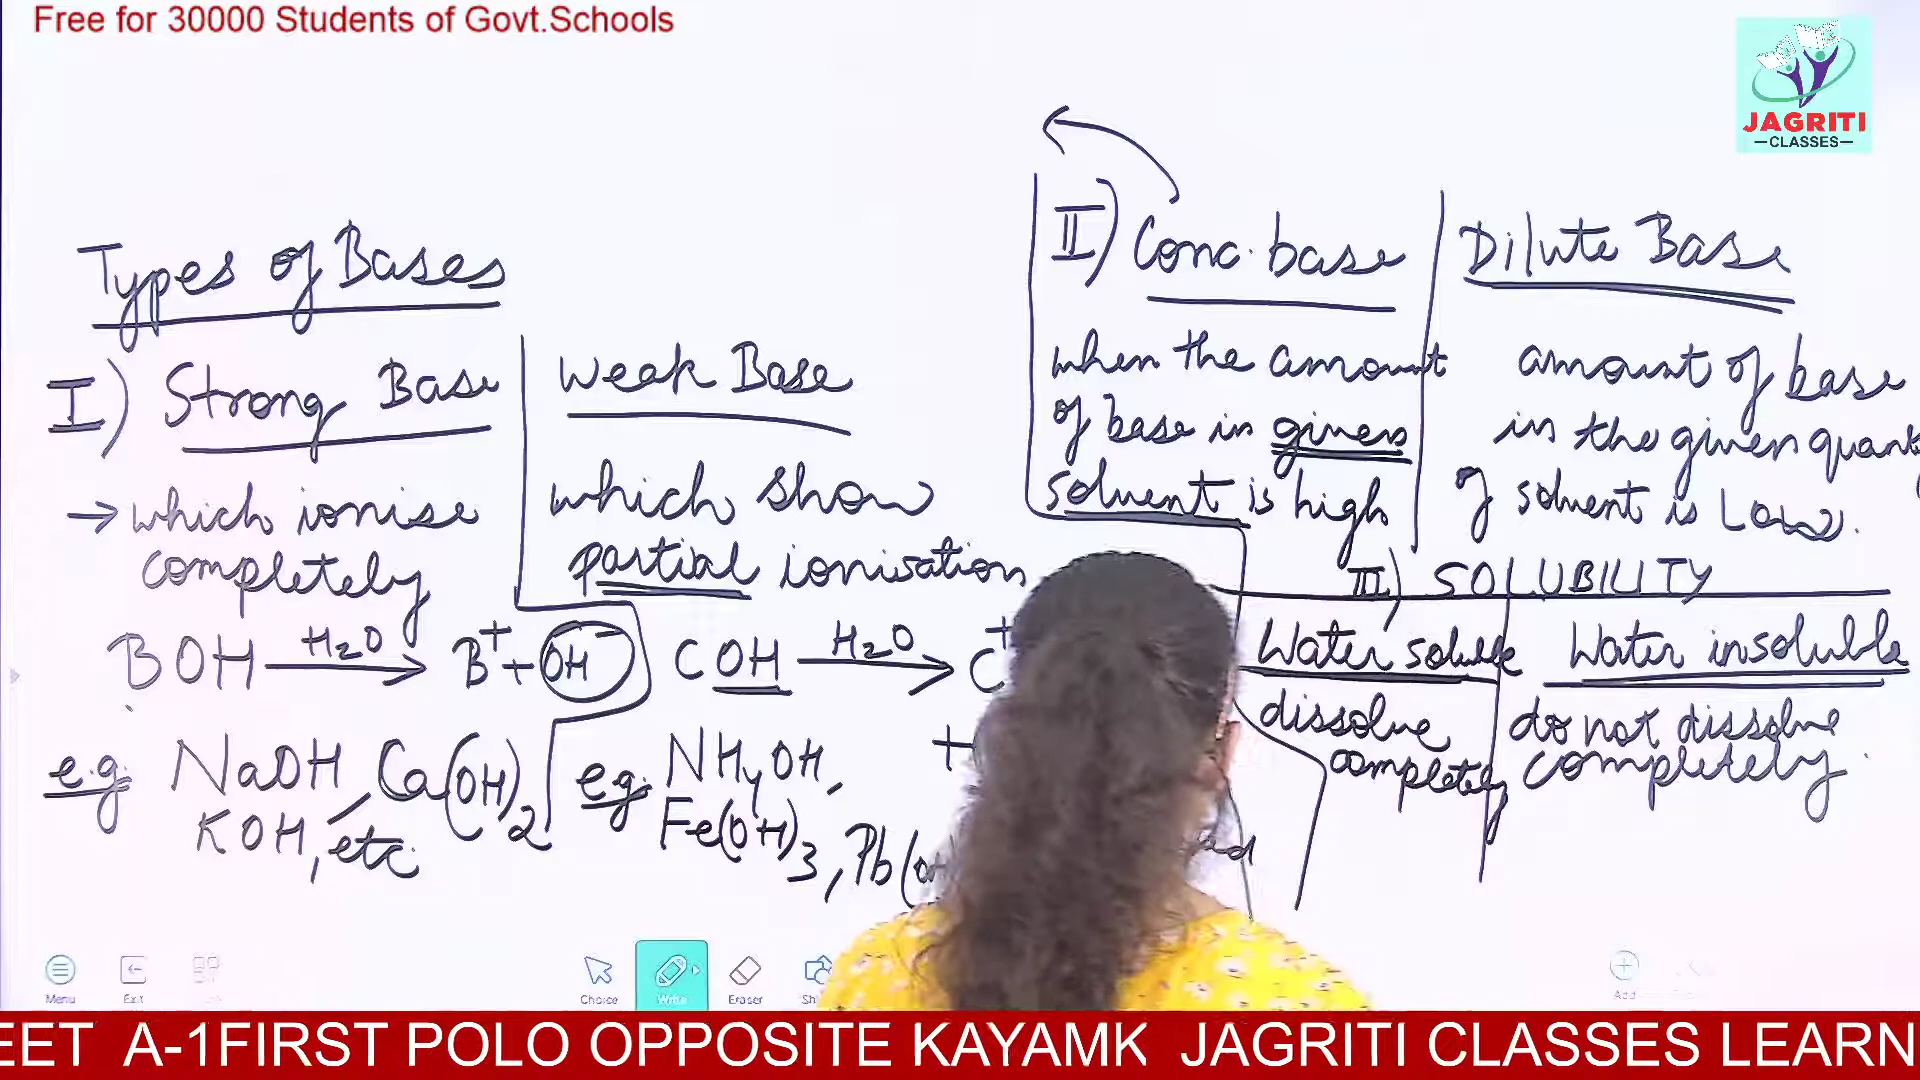 Free for 30000 Students of Govt.Schools
JAGRITI
CLASSES
Types of Bases
I) Strong Base
→ which ionise
completely
BOH H₂O → B⁺ + OH⁻
e.g. NaOH, Ca(OH)₂
KOH, etc
Weak Base
which show
partial ionisation
COH H₂O → C⁺
+
e.g. NH₄OH,
Fe(OH)₃, Pb(OH
II) Conc. base
when the amount
of base in given
solvent is high
Dilute Base
amount of base
in the given
of solvent is Low.
III) SOLUBILITY
Water soluble
dissolve
completely
Water insoluble
do not dissolve
completely.
Menu
Exit
Choice
Write
Eraser
Add
EET A-1FIRST POLO OPPOSITE KAYAMK JAGRITI CLASSES LEARN